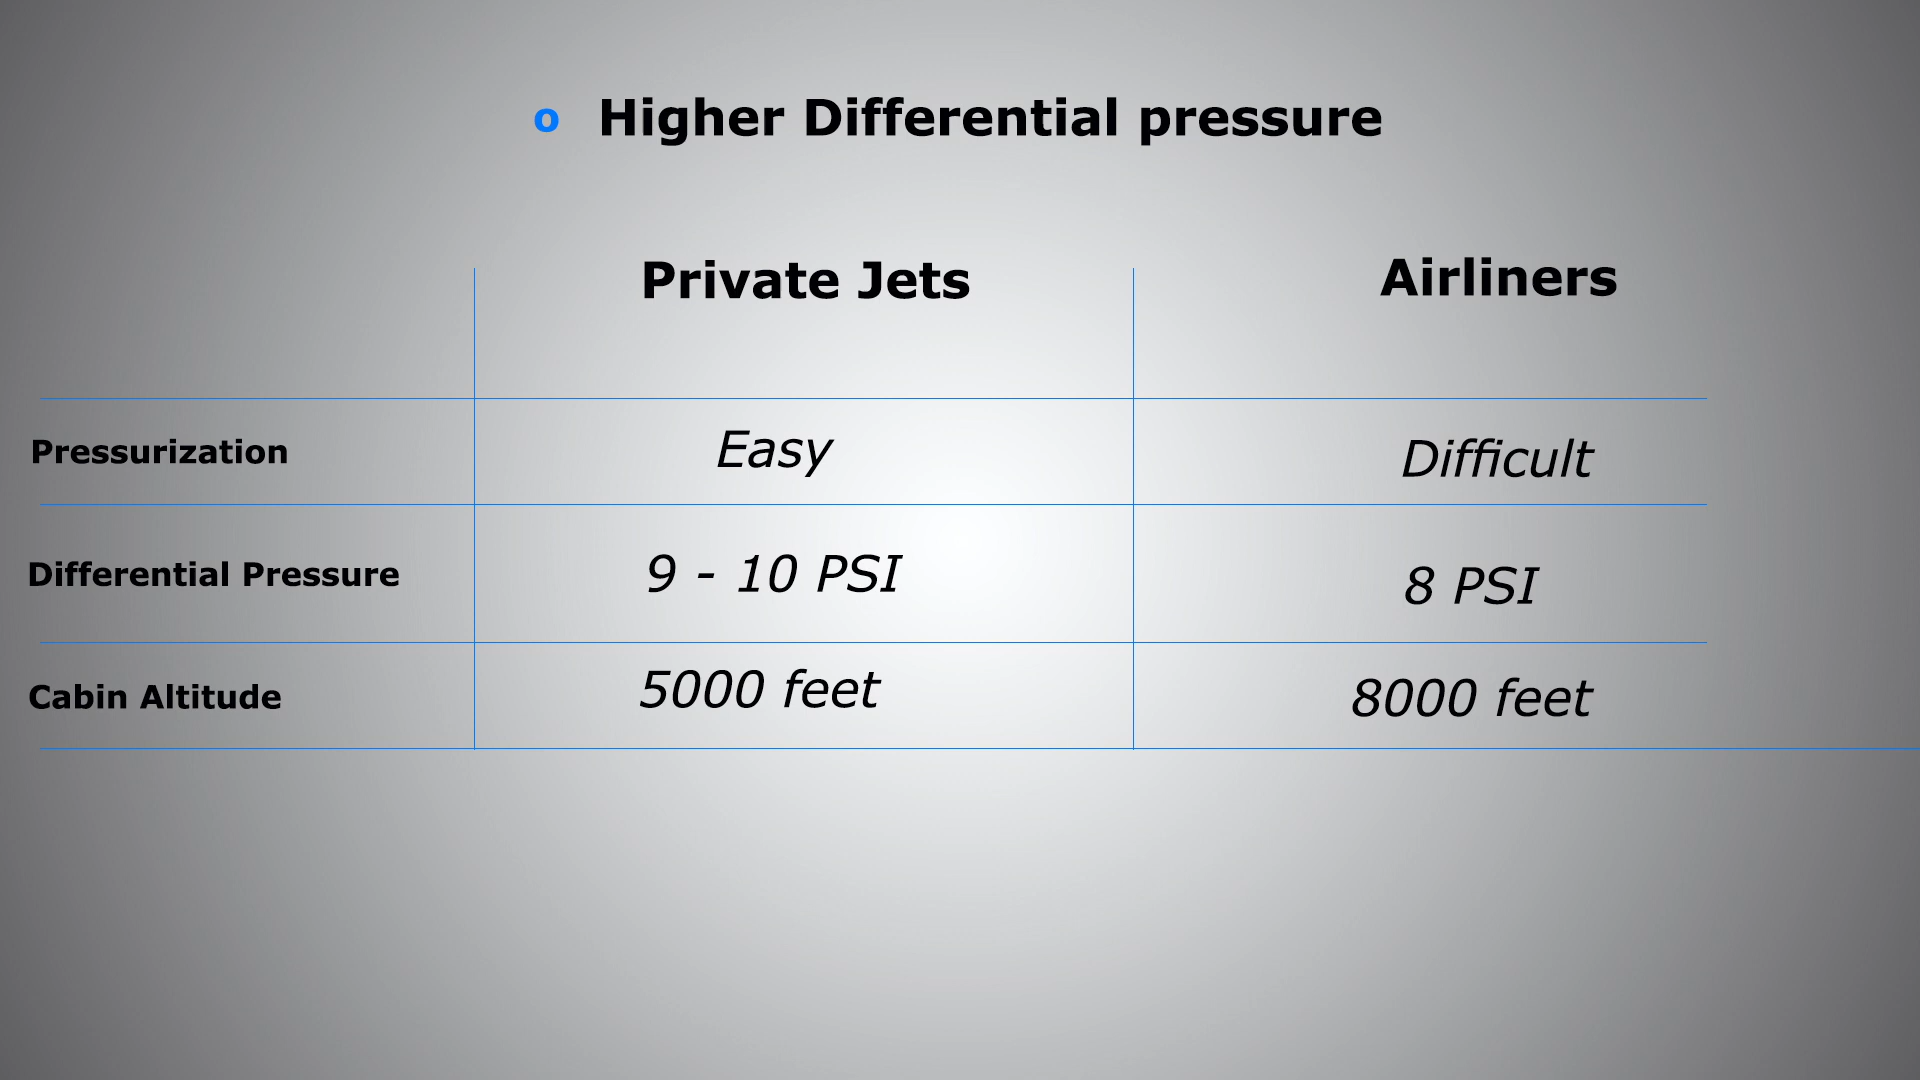 o Higher Differential pressure
Private Jets Airliners
Pressurization Easy Difficult
Differential Pressure 9 - 10 PSI 8 PSI
Cabin Altitude 5000 feet 8000 feet